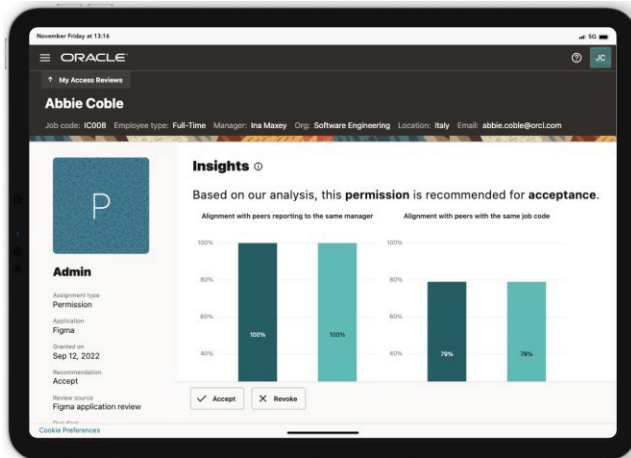 November Friday at 13:16
5G
ORACLE
JC
My Access Reviews
Abbie Coble
Job code: IC008 Employee type: Full-Time Manager: Ina Maxey Org: Software Engineering Location: Italy Email: abbie.coble@orcl.com
P
Admin
Assignment type
Permission
Application
Figma
Granted on
Sep 12, 2022
Recommendation
Accept
Review source
Figma application review
Insights
Based on our analysis, this permission is recommended for acceptance.
Alignment with peers reporting to the same manager
100%
80%
60%
40%
100%
100%
Alignment with peers with the same job code
100%
80%
60%
40%
79%
79%
Accept
Revoke
Cookie Preferences